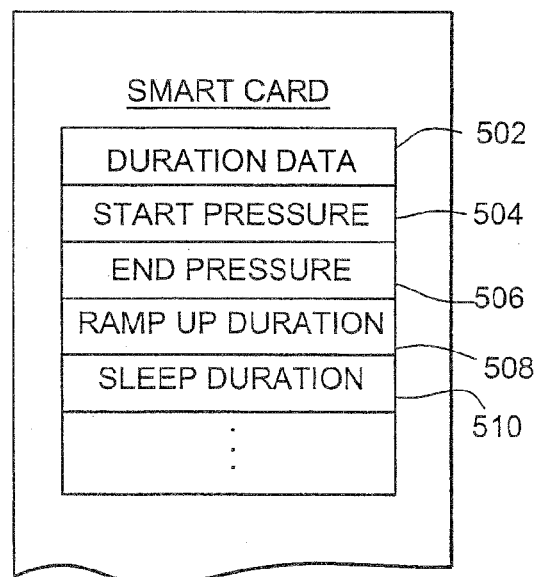 SMART CARD
DURATION DATA 502
START PRESSURE 504
END PRESSURE 506
RAMP UP DURATION 508
SLEEP DURATION 510
⋮